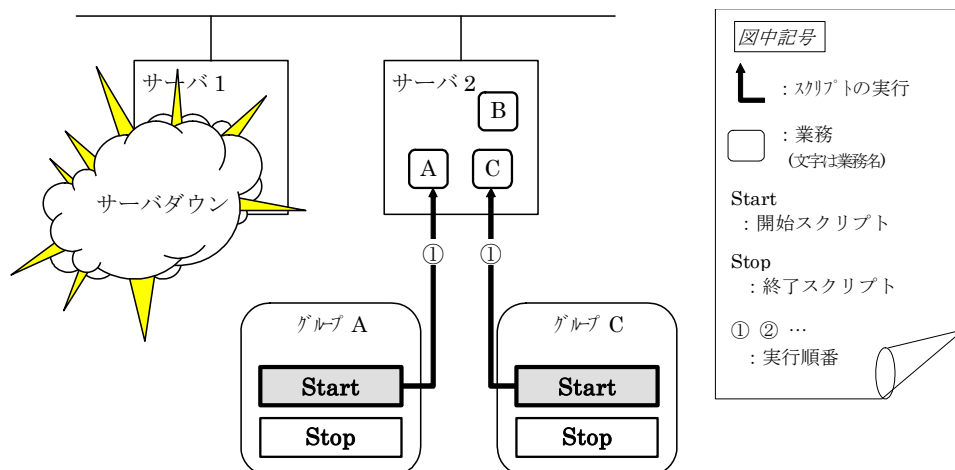 サーバ 1
サーバダウン
サーバ 2
B
A
C
①
①
グループ A
Start
Stop
グループ C
Start
Stop
図中記号
：スクリプトの実行
：業務
(文字は業務名)
Start
：開始スクリプト
Stop
：終了スクリプト
① ② …
：実行順番